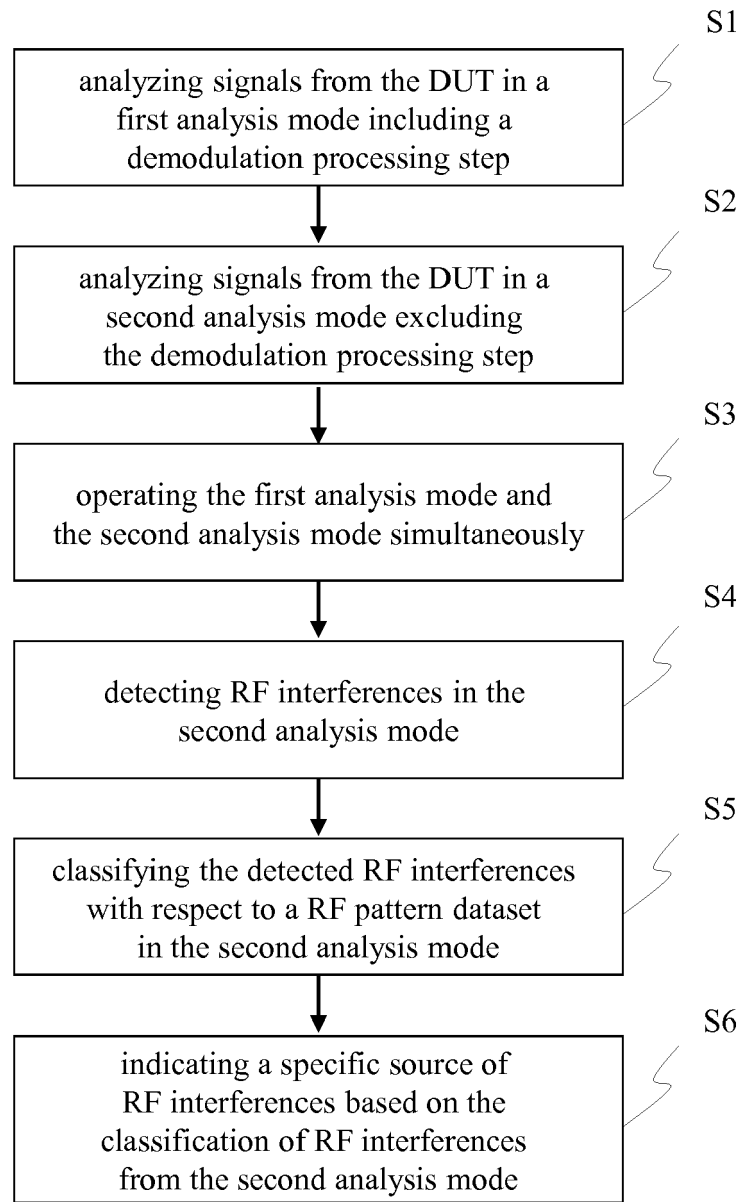 S1
analyzing signals from the DUT in a
first analysis mode including a
demodulation processing step
S2
analyzing signals from the DUT in a
second analysis mode excluding
the demodulation processing step
S3
operating the first analysis mode and
the second analysis mode simultaneously
S4
detecting RF interferences in the
second analysis mode
S5
classifying the detected RF interferences
with respect to a RF pattern dataset
in the second analysis mode
S6
indicating a specific source of
RF interferences based on the
classification of RF interferences
from the second analysis mode